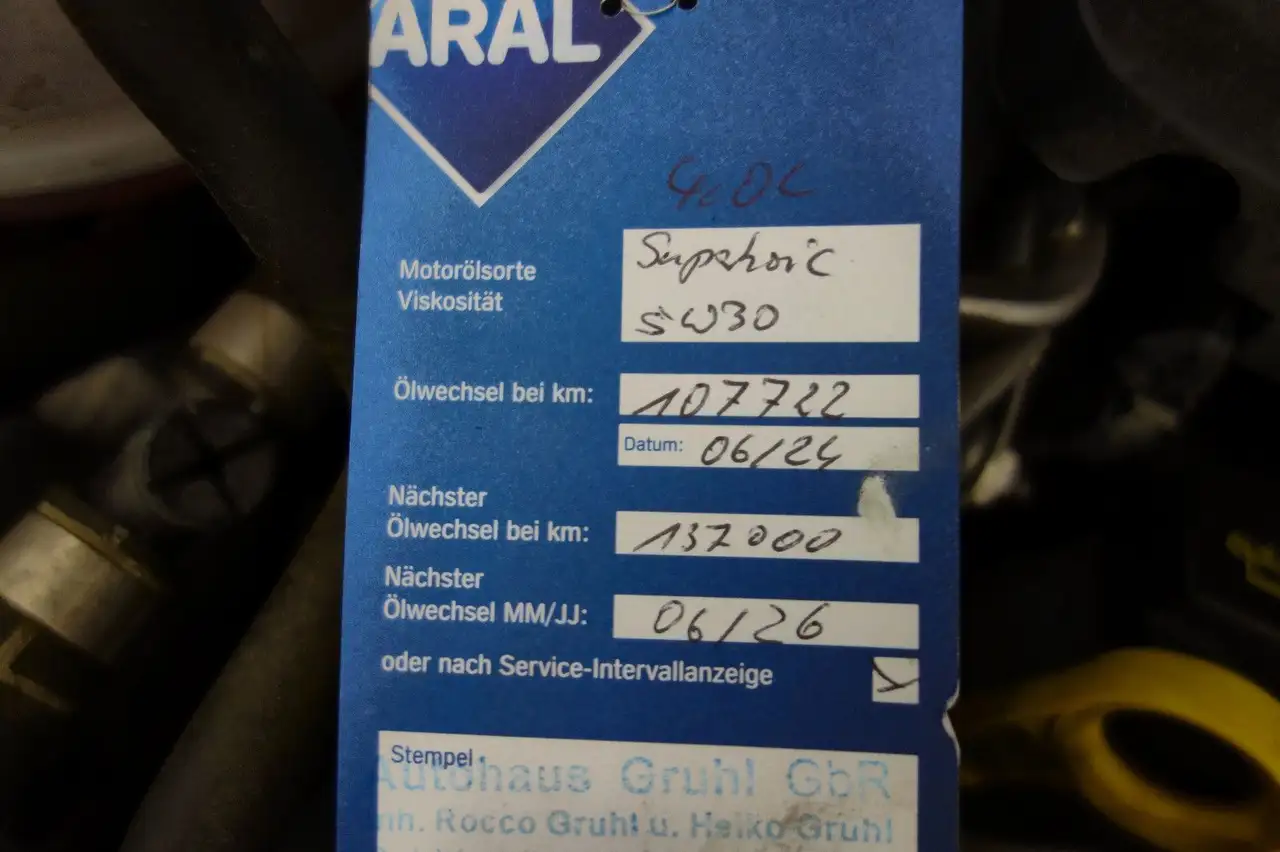 ARAL
4,0L
Motorölsorte
Viskosität
5W30
Ölwechsel bei km: 107722
Datum: 06/24
Nächster
Ölwechsel bei km: 137000
Nächster
Ölwechsel MM/JJ: 06/26
oder nach Service-Intervallanzeige
Stempel
Autohaus Gruhl GbR
Inh. Rocco Gruhl u. Heiko Gruhl